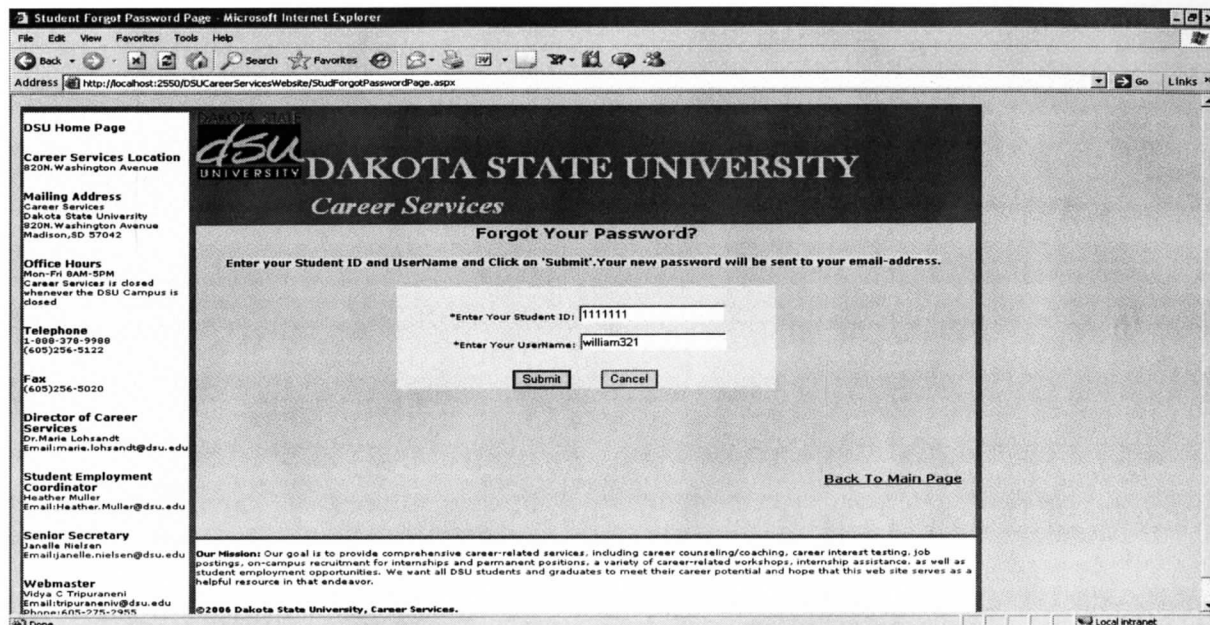 Student Forgot Password Page - Microsoft Internet Explorer
File Edit View Favorites Tools Help
Back Search Favorites
Address http://localhost:2550/DSUCareerServicesWebsite/StudForgotPasswordPage.aspx Go Links »
DSU Home Page
Career Services Location
820N.Washington Avenue
Mailing Address
Career Services
Dakota State University
820N.Washington Avenue
Madison,SD 57042
Office Hours
Mon-Fri 8AM-5PM
Career Services is closed
whenever the DSU Campus is
closed
Telephone
1-888-378-9988
(605)256-5122
Fax
(605)256-5020
Director of Career
Services
Dr.Marie Lohsandt
Email:marie.lohsandt@dsu.edu
Student Employment
Coordinator
Heather Muller
Email:Heather.Muller@dsu.edu
Senior Secretary
Janelle Nielsen
Email:janelle.nielsen@dsu.edu
Webmaster
Vidya C Tripuraneni
Email:tripuraneniv@dsu.edu
Phone:605-275-2955
DAKOTA STATE
dsu
UNIVERSITY
DAKOTA STATE UNIVERSITY
Career Services
Forgot Your Password?
Enter your Student ID and UserName and Click on 'Submit'.Your new password will be sent to your email-address.
*Enter Your Student ID: 1111111
*Enter Your UserName: william321
Submit Cancel
Back To Main Page
Our Mission: Our goal is to provide comprehensive career-related services, including career counseling/coaching, career interest testing, job
postings, on-campus recruitment for internships and permanent positions, a variety of career-related workshops, internship assistance, as well as
student employment opportunities. We want all DSU students and graduates to meet their career potential and hope that this web site serves as a
helpful resource in that endeavor.
©2006 Dakota State University, Career Services.
Done Local intranet